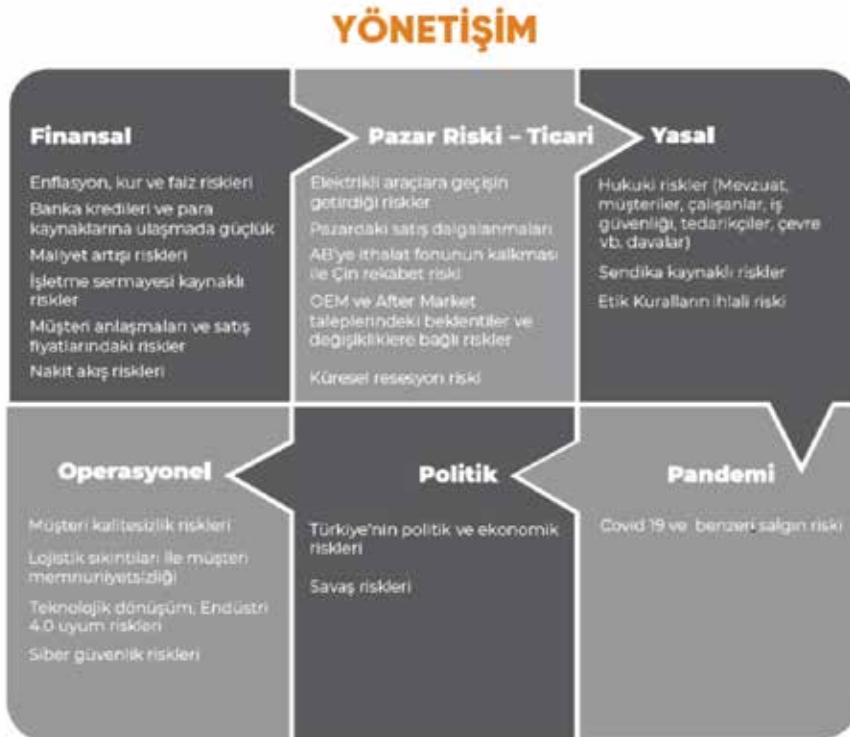 YÖNETİŞİM
Finansal
Enflasyon, kur ve faiz riskleri
Banka kredileri ve para
kaynaklarına ulaşmada güçlük
Maliyet artışı riskleri
İşletme sermayesi kaynaklı
riskler
Müşteri anlaşmaları ve satış
fiyatlarındaki riskler
Nakit akış riskleri
Pazar Riski – Ticari
Elektrikli araçlara geçişin
getirdiği riskler
Pazardaki satış dalgalanmaları
AB'ye ithalat fonunun kalkması
ile Çin rekabet riski
OEM ve After Market
taleplerindeki beklentiler ve
değişikliklere bağlı riskler
Küresel resesyon riski
Yasal
Hukuki riskler (Mevzuat,
müşteriler, çalışanlar, iş
güvenliği, tedarikçiler, çevre
vb. davalar)
Sendika kaynaklı riskler
Etik Kuralların ihlali riski
Operasyonel
Müşteri kalitesizlik riskleri
Lojistik sıkıntıları ile müşteri
memnuniyetsizliği
Teknolojik dönüşüm, Endüstri
4.0 uyum riskleri
Siber güvenlik riskleri
Politik
Türkiye'nin politik ve ekonomik
riskleri
Savaş riskleri
Pandemi
Covid 19 ve benzeri salgın riski